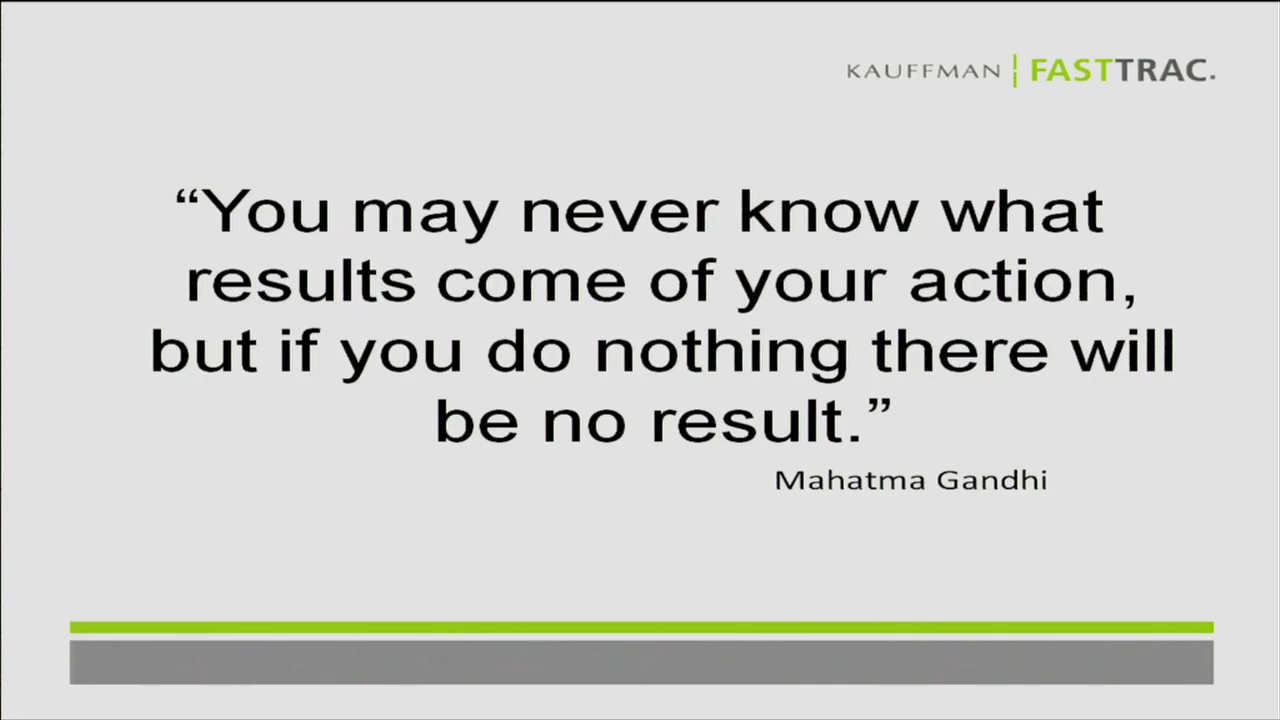 KAUFFMAN | FASTTRAC.
“You may never know what
results come of your action,
but if you do nothing there will
be no result.”
Mahatma Gandhi